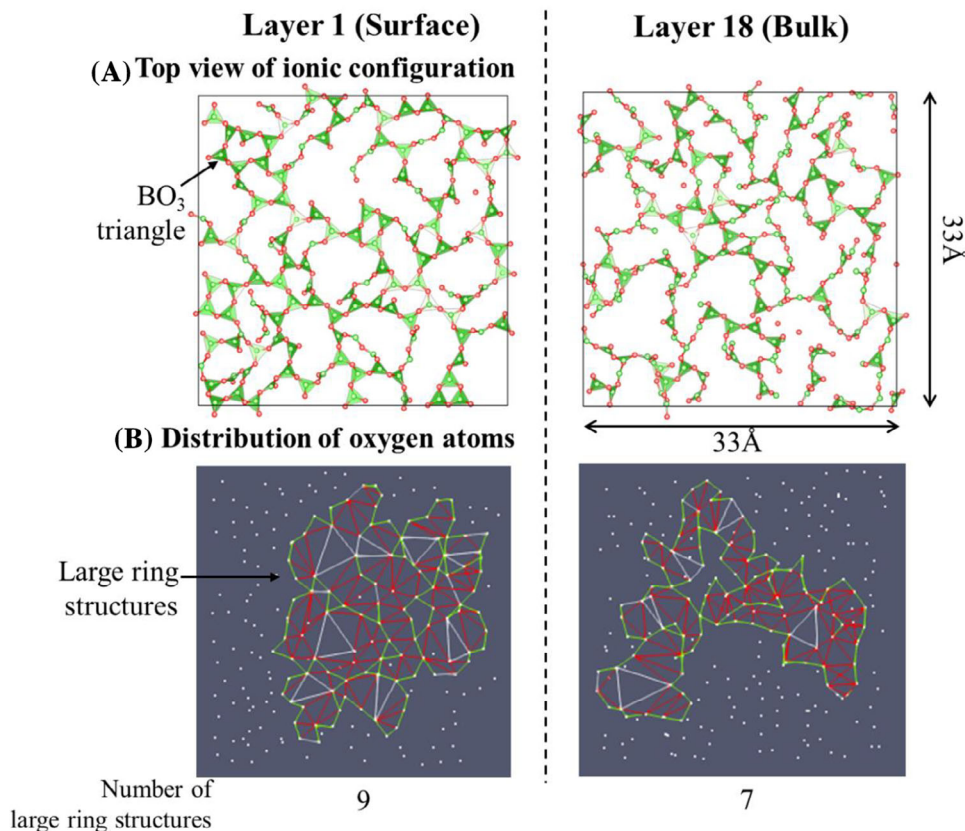 Layer 1 (Surface)
Layer 18 (Bulk)
(A) Top view of ionic configuration
BO₃
triangle
33Å
33Å
(B) Distribution of oxygen atoms
Large ring
structures
Number of
large ring structures
9
7